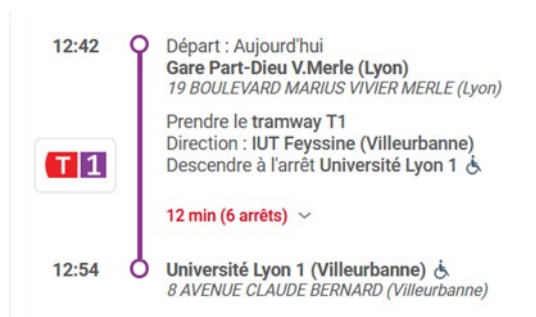 12:42 Départ : Aujourd'hui
Gare Part-Dieu V.Merle (Lyon)
19 BOULEVARD MARIUS VIVIER MERLE (Lyon)
Prendre le tramway T1
Direction : IUT Feyssine (Villeurbanne)
Descendre à l'arrêt Université Lyon 1
T 1
12 min (6 arrêts)
12:54 Université Lyon 1 (Villeurbanne)
8 AVENUE CLAUDE BERNARD (Villeurbanne)